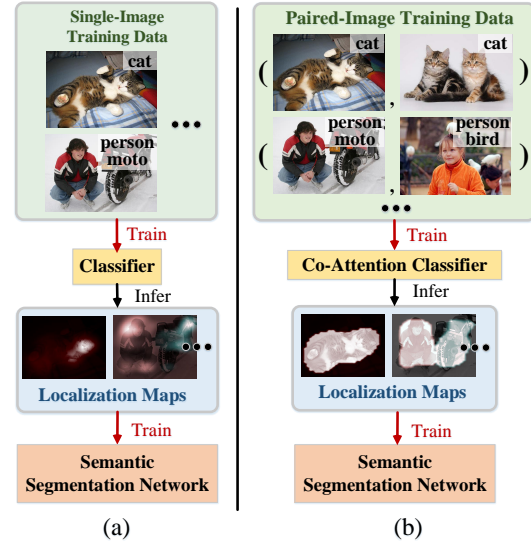 Single-Image
Training Data
cat
•••
person
moto
Train
Classifier
Infer
•••
Localization Maps
Train
Semantic
Segmentation Network
(a)
Paired-Image Training Data
( cat , cat )
( person moto , person bird )
•••
Train
Co-Attention Classifier
Infer
•••
Localization Maps
Train
Semantic
Segmentation Network
(b)